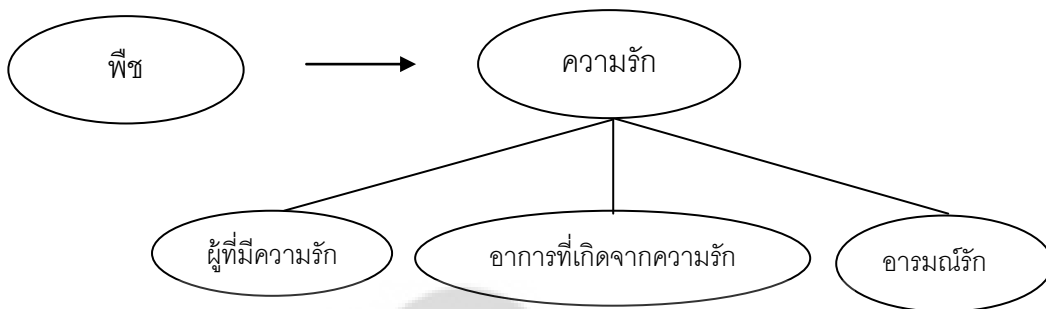 พืช
ความรัก
ผู้ที่มีความรัก
อาการที่เกิดจากความรัก
อารมณ์รัก